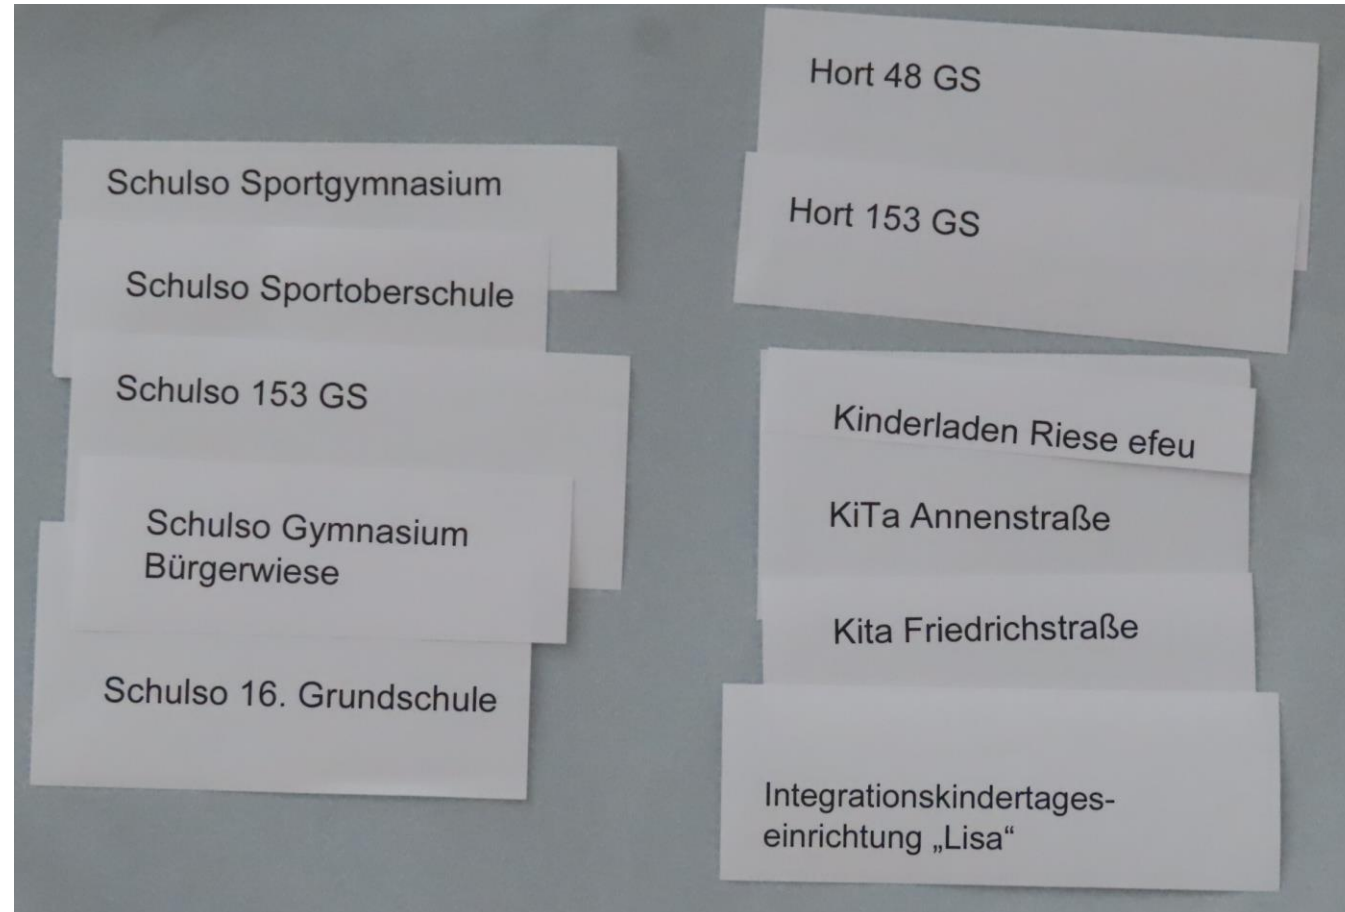 Schulso Sportgymnasium
Schulso Sportoberschule
Schulso 153 GS
Schulso Gymnasium
Bürgerwiese
Schulso 16. Grundschule
Hort 48 GS
Hort 153 GS
Kinderladen Riese efeu
KiTa Annenstraße
Kita Friedrichstraße
Integrationskindertages-
einrichtung „Lisa“